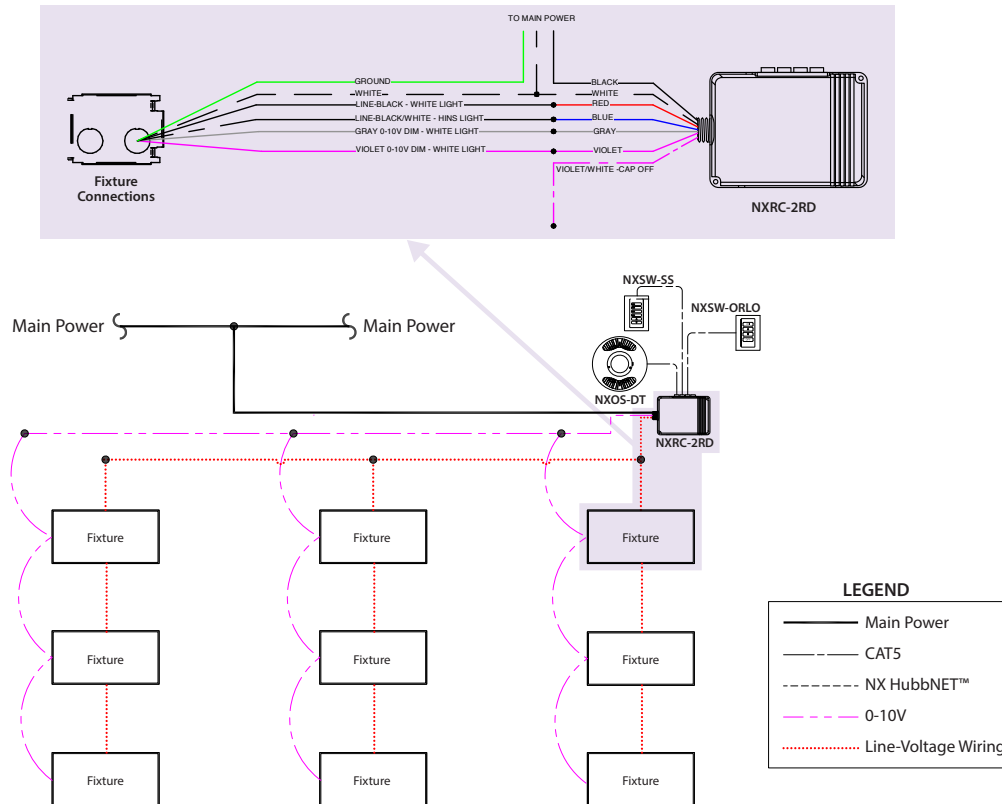 TO MAIN POWER
GROUND
BLACK
WHITE
WHITE
LINE-BLACK - WHITE LIGHT
RED
LINE-BLACK/WHITE - HINS LIGHT
BLUE
GRAY 0-10V DIM - WHITE LIGHT
GRAY
VIOLET 0-10V DIM - WHITE LIGHT
VIOLET
VIOLET/WHITE -CAP OFF
Fixture
Connections
NXRC-2RD
NXSW-SS
NXSW-ORLO
Main Power
Main Power
NXOS-DT
NXRC-2RD
Fixture
Fixture
Fixture
Fixture
Fixture
Fixture
Fixture
Fixture
Fixture
LEGEND
Main Power
CAT5
NX HubbNET™
0-10V
Line-Voltage Wiring